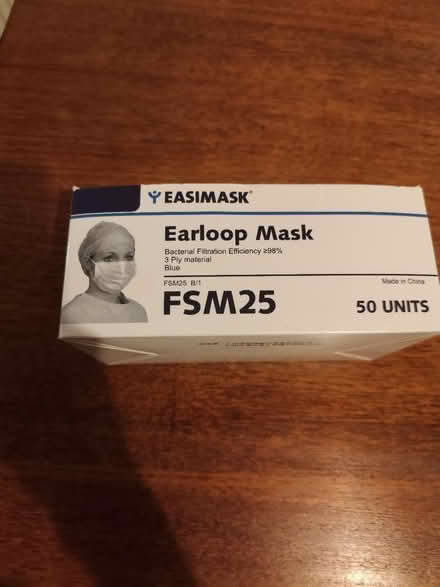 EASIMASK®
Earloop Mask
Bacterial Filtration Efficiency ≥98%
3 Ply material
Blue
FSM25 B/1 Made in China
FSM25 50 UNITS